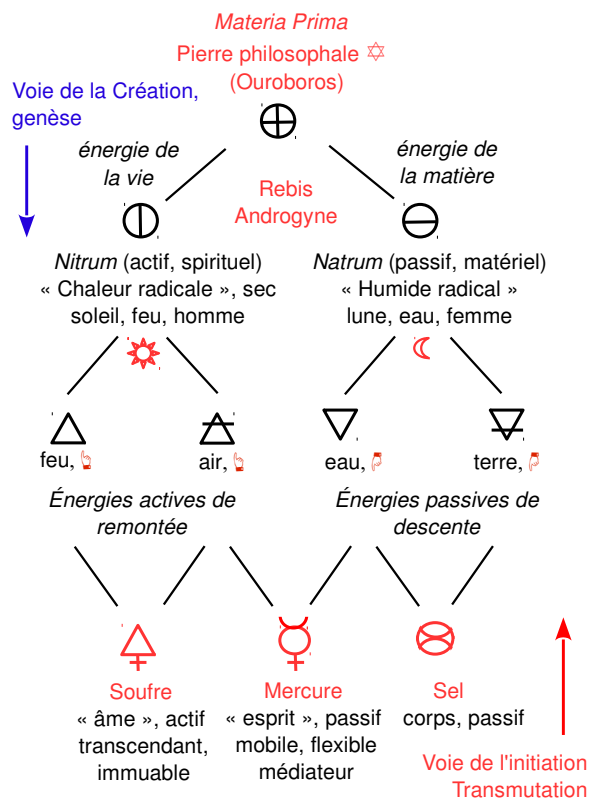 Materia Prima
Pierre philosophale ✡
(Ouroboros)
Voie de la Création,
genèse
énergie de
la vie
énergie de
la matière
Rebis
Androgyne
Nitrum (actif, spirituel)
« Chaleur radicale », sec
soleil, feu, homme
Natrum (passif, matériel)
« Humide radical »
lune, eau, femme
feu,
air,
eau,
terre,
Énergies actives de
remontée
Énergies passives de
descente
Soufre
« âme », actif
transcendant,
immuable
Mercure
« esprit », passif
mobile, flexible
médiateur
Sel
corps, passif
Voie de l'initiation
Transmutation